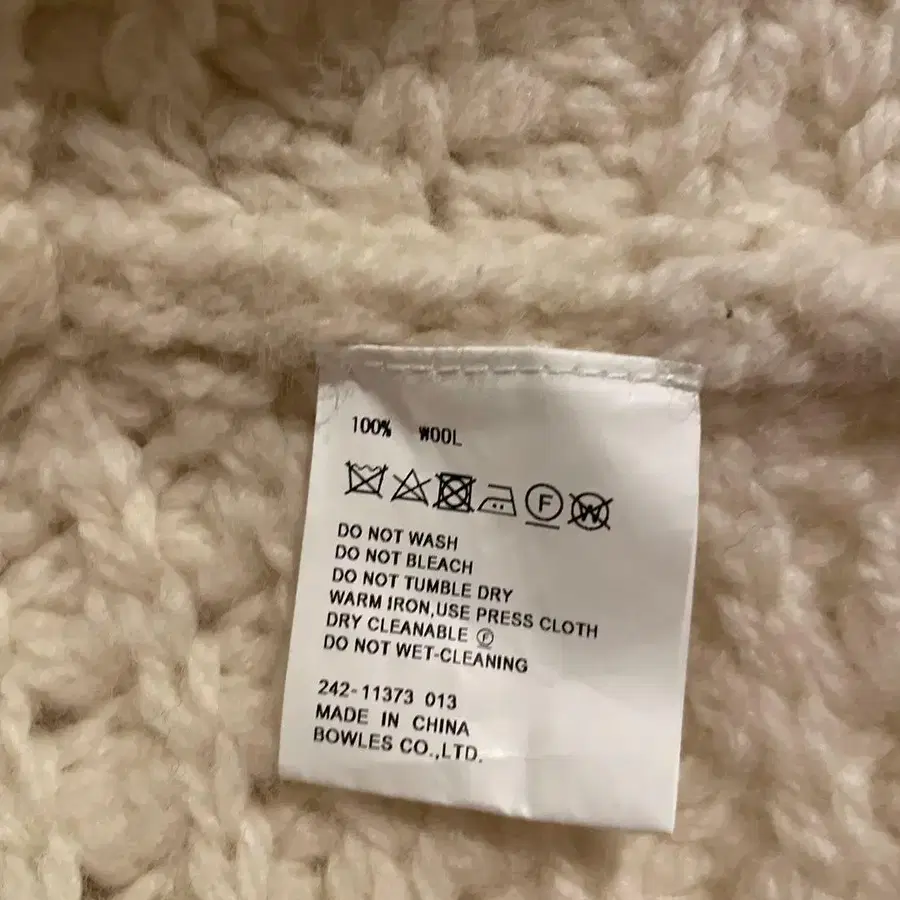 100% WOOL
F W
DO NOT WASH
DO NOT BLEACH
DO NOT TUMBLE DRY
WARM IRON,USE PRESS CLOTH
DRY CLEANABLE Ⓕ
DO NOT WET-CLEANING
242-11373 013
MADE IN CHINA
BOWLES CO.,LTD.